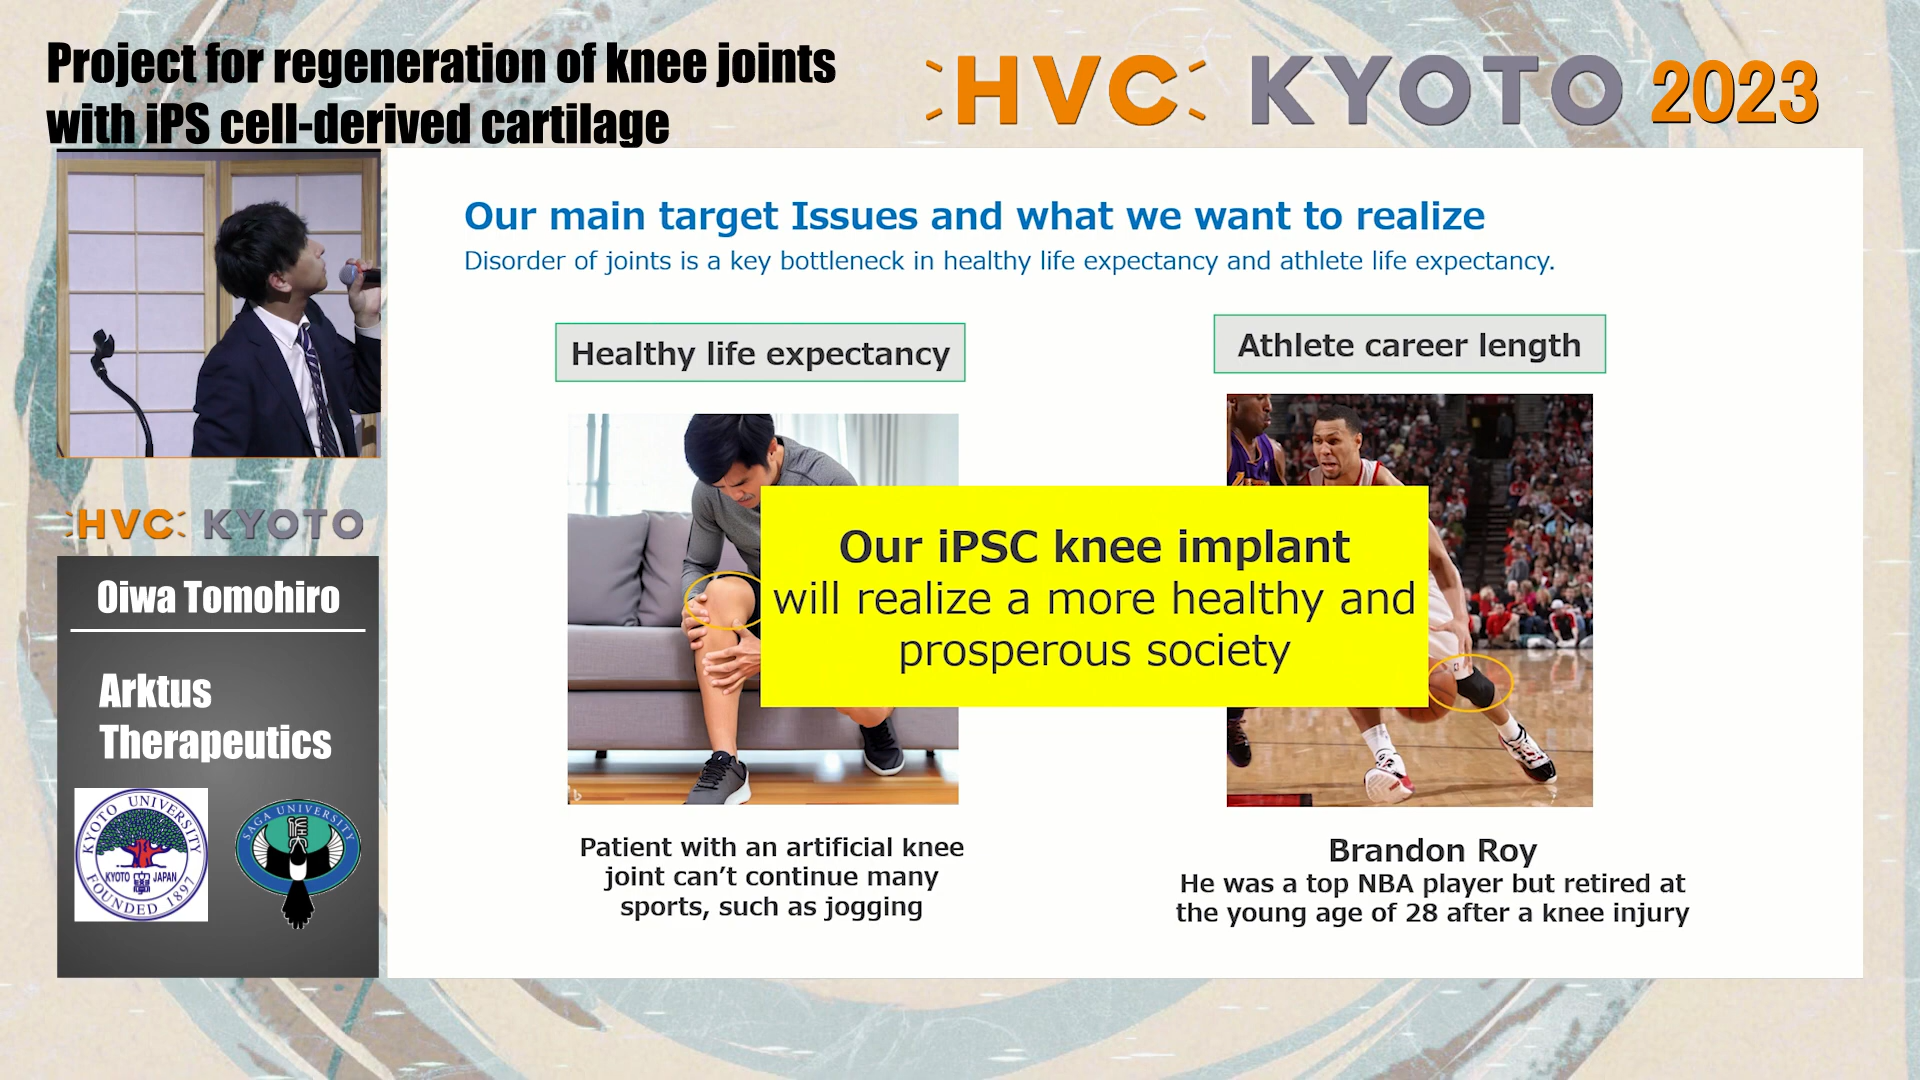 Project for regeneration of knee joints
with iPS cell-derived cartilage
HVC KYOTO 2023
Our main target Issues and what we want to realize
Disorder of joints is a key bottleneck in healthy life expectancy and athlete life expectancy.
Healthy life expectancy
Athlete career length
Our iPSC knee implant
will realize a more healthy and
prosperous society
Patient with an artificial knee
joint can't continue many
sports, such as jogging
Brandon Roy
He was a top NBA player but retired at
the young age of 28 after a knee injury
HVC KYOTO
Oiwa Tomohiro
Arktus
Therapeutics
KYOTO UNIVERSITY
KYOTO JAPAN
FOUNDED 1897
SAGA UNIVERSITY